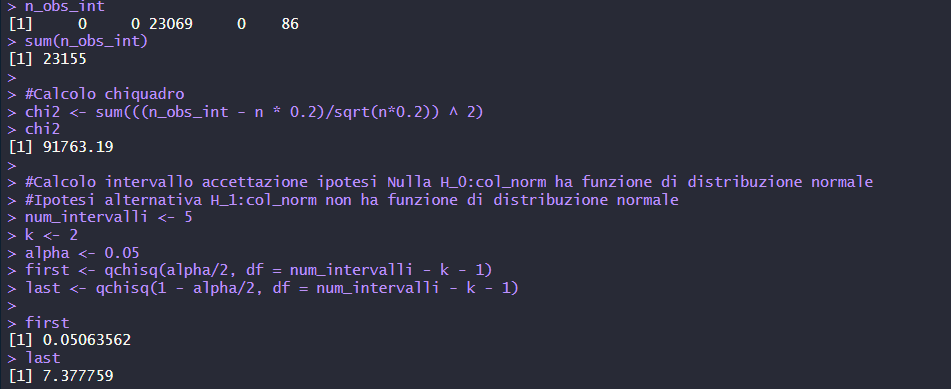 > n_obs_int
[1]     0     0 23069     0    86
> sum(n_obs_int)
[1] 23155
>
> #Calcolo chiquadro
> chi2 <- sum(((n_obs_int - n * 0.2)/sqrt(n*0.2)) ^ 2)
> chi2
[1] 91763.19
>
> #Calcolo intervallo accettazione ipotesi Nulla H_0:col_norm ha funzione di distribuzione normale
> #Ipotesi alternativa H_1:col_norm non ha funzione di distribuzione normale
> num_intervalli <- 5
> k <- 2
> alpha <- 0.05
> first <- qchisq(alpha/2, df = num_intervalli - k - 1)
> last <- qchisq(1 - alpha/2, df = num_intervalli - k - 1)
>
> first
[1] 0.05063562
> last
[1] 7.377759